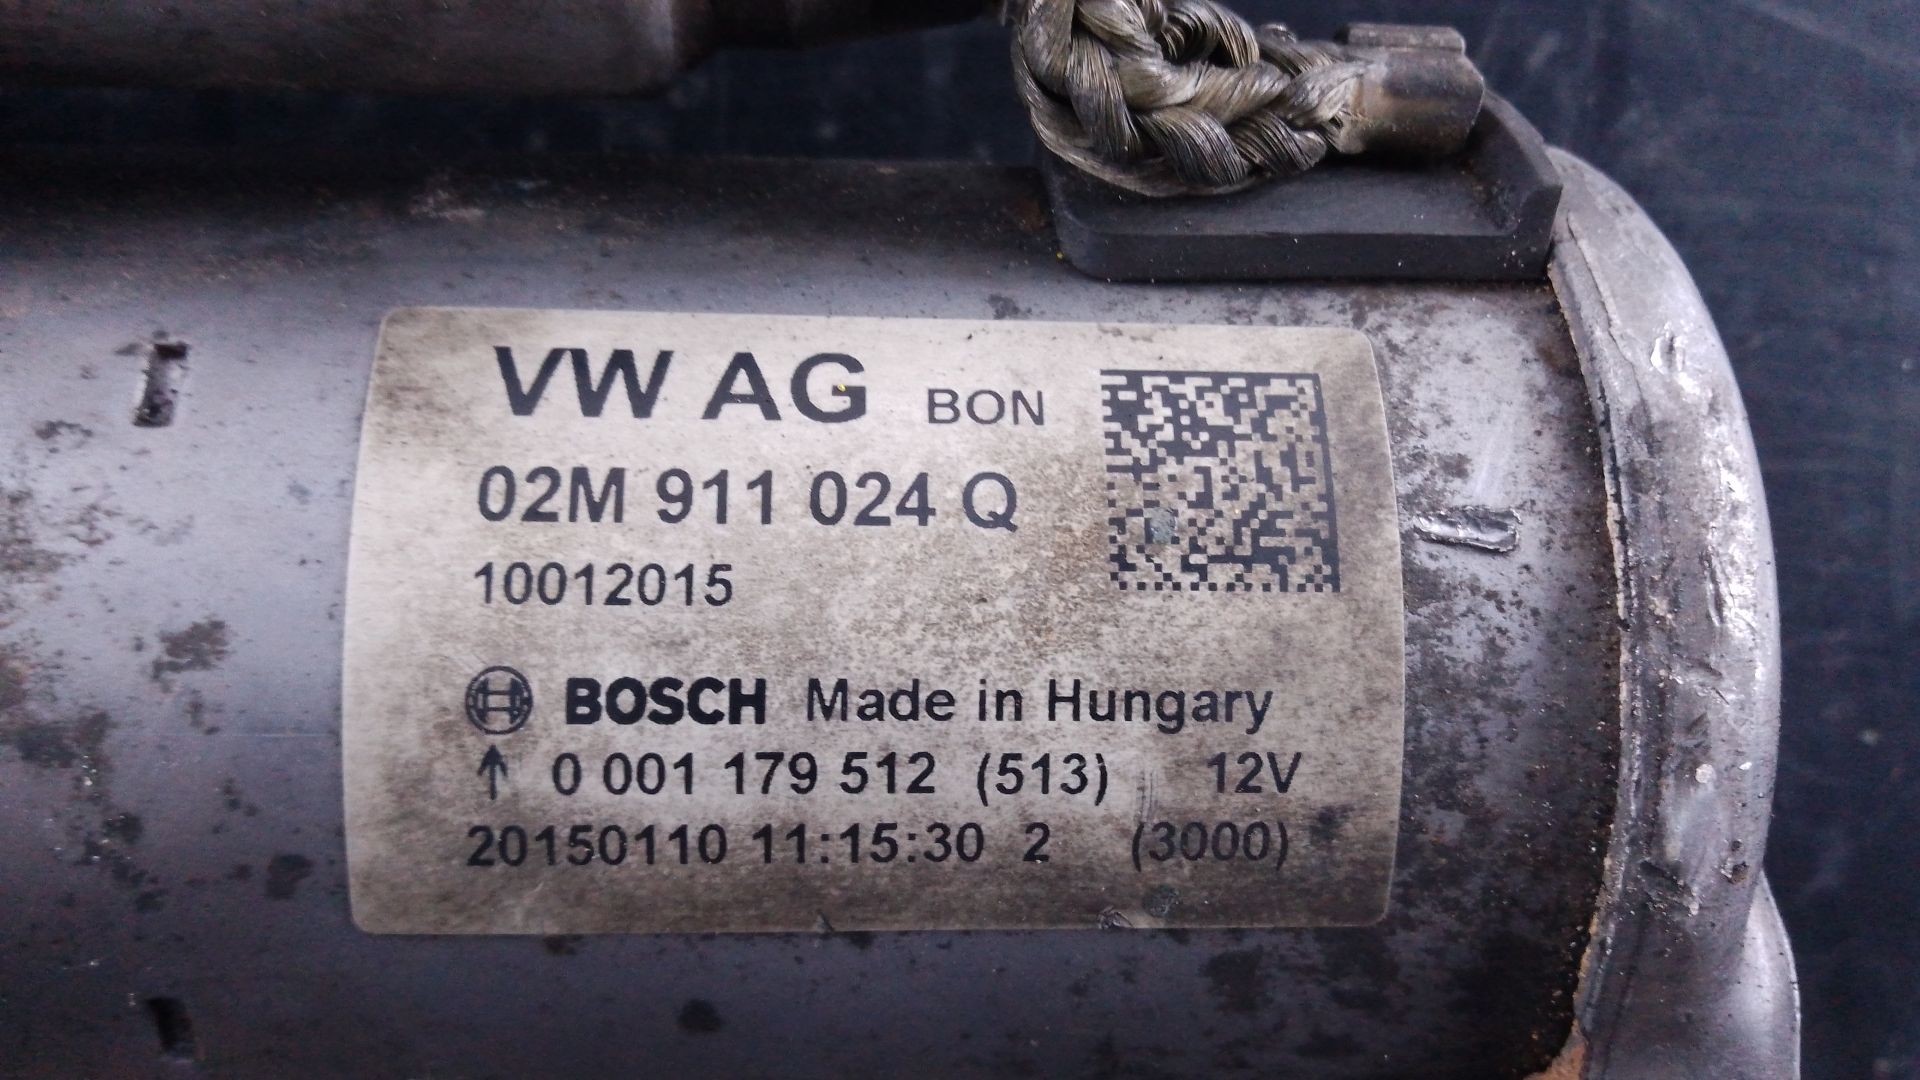 VW AG BON
02M 911 024 Q
10012015
BOSCH Made in Hungary
↑ 0 001 179 512 (513) 12V
20150110 11:15:30 2 (3000)